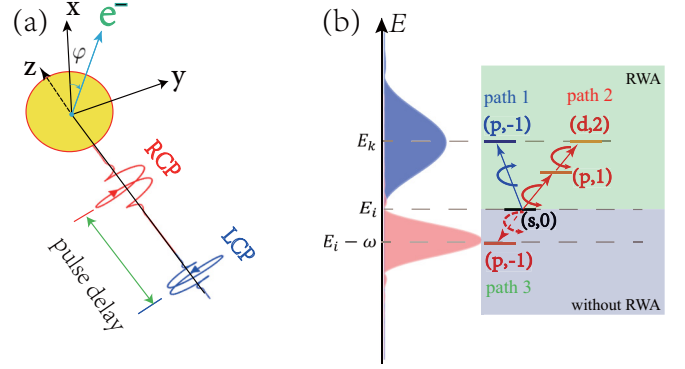 (a)
x
e⁻
φ
z
y
RCP
LCP
pulse delay
(b)
E
RWA
path 1
path 2
(p,-1)
(d,2)
E_k
(p,1)
E_i
(s,0)
E_i − ω
(p,-1)
path 3
without RWA